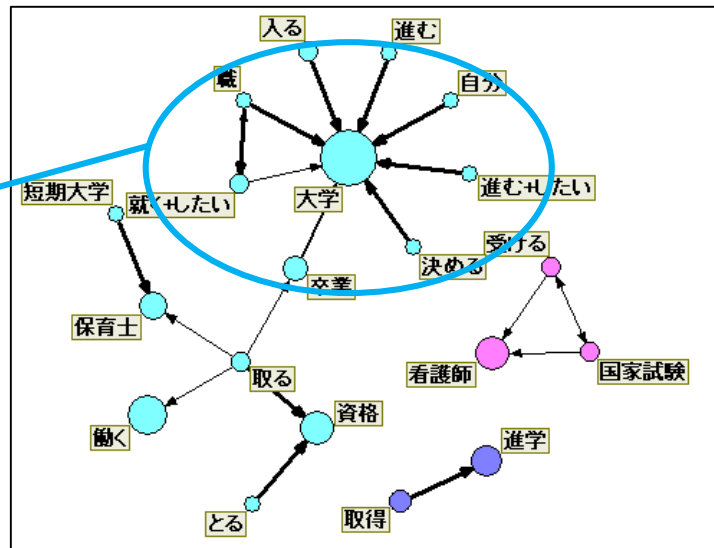 入る
進む
職
自分
短期大学
就く+したい
大学
進む+したい
受ける
決める
卒業
保育士
看護師
国家試験
取る
資格
働く
進学
とる
取得